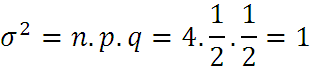 σ² = n.p.q = 4.1/2.1/2 = 1